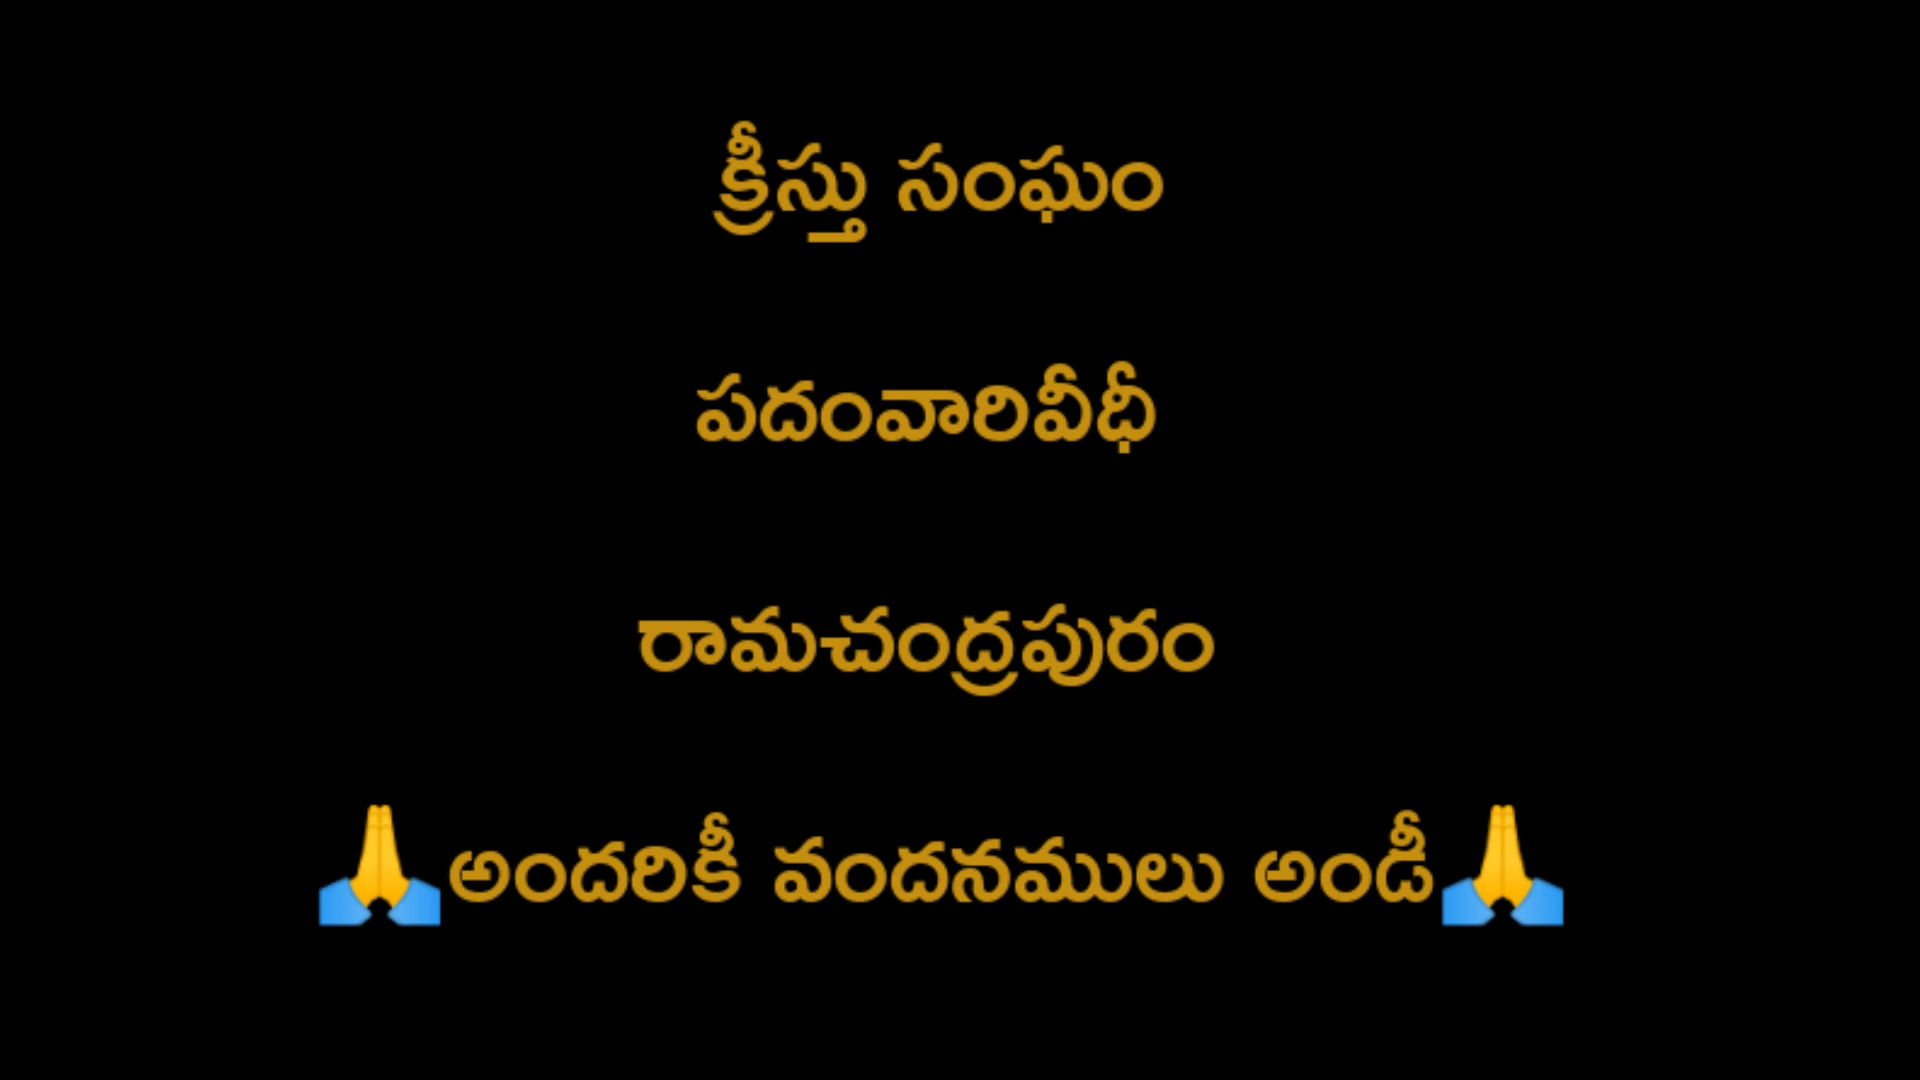 క్రీస్తు సంఘం
పదంవారివీధీ
రామచంద్రపురం
🙏అందరికీ వందనములు అండీ🙏